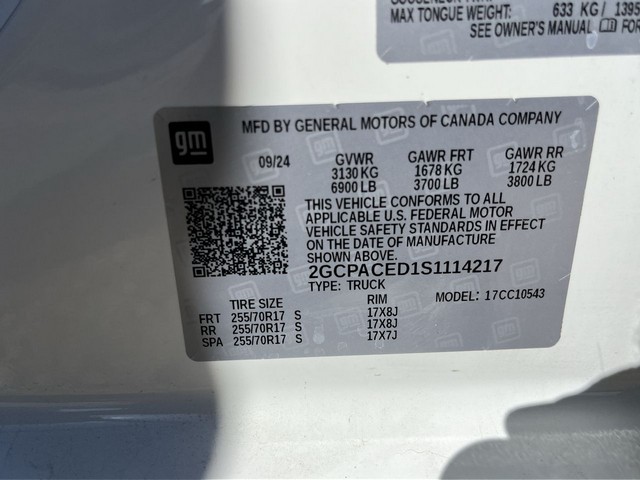 MAX TONGUE WEIGHT: 633 KG/ 1395
SEE OWNER'S MANUAL FOR
gm
MFD BY GENERAL MOTORS OF CANADA COMPANY
09/24 GVWR GAWR FRT GAWR RR
3130 KG 1678 KG 1724 KG
6900 LB 3700 LB 3800 LB
THIS VEHICLE CONFORMS TO ALL
APPLICABLE U.S. FEDERAL MOTOR
VEHICLE SAFETY STANDARDS IN EFFECT
ON THE DATE OF MANUFACTURE
SHOWN ABOVE.
2GCPACED1S1114217
TYPE: TRUCK
TIRE SIZE RIM MODEL: 17CC10543
FRT 255/70R17 S 17X8J
RR 255/70R17 S 17X8J
SPA 255/70R17 S 17X7J